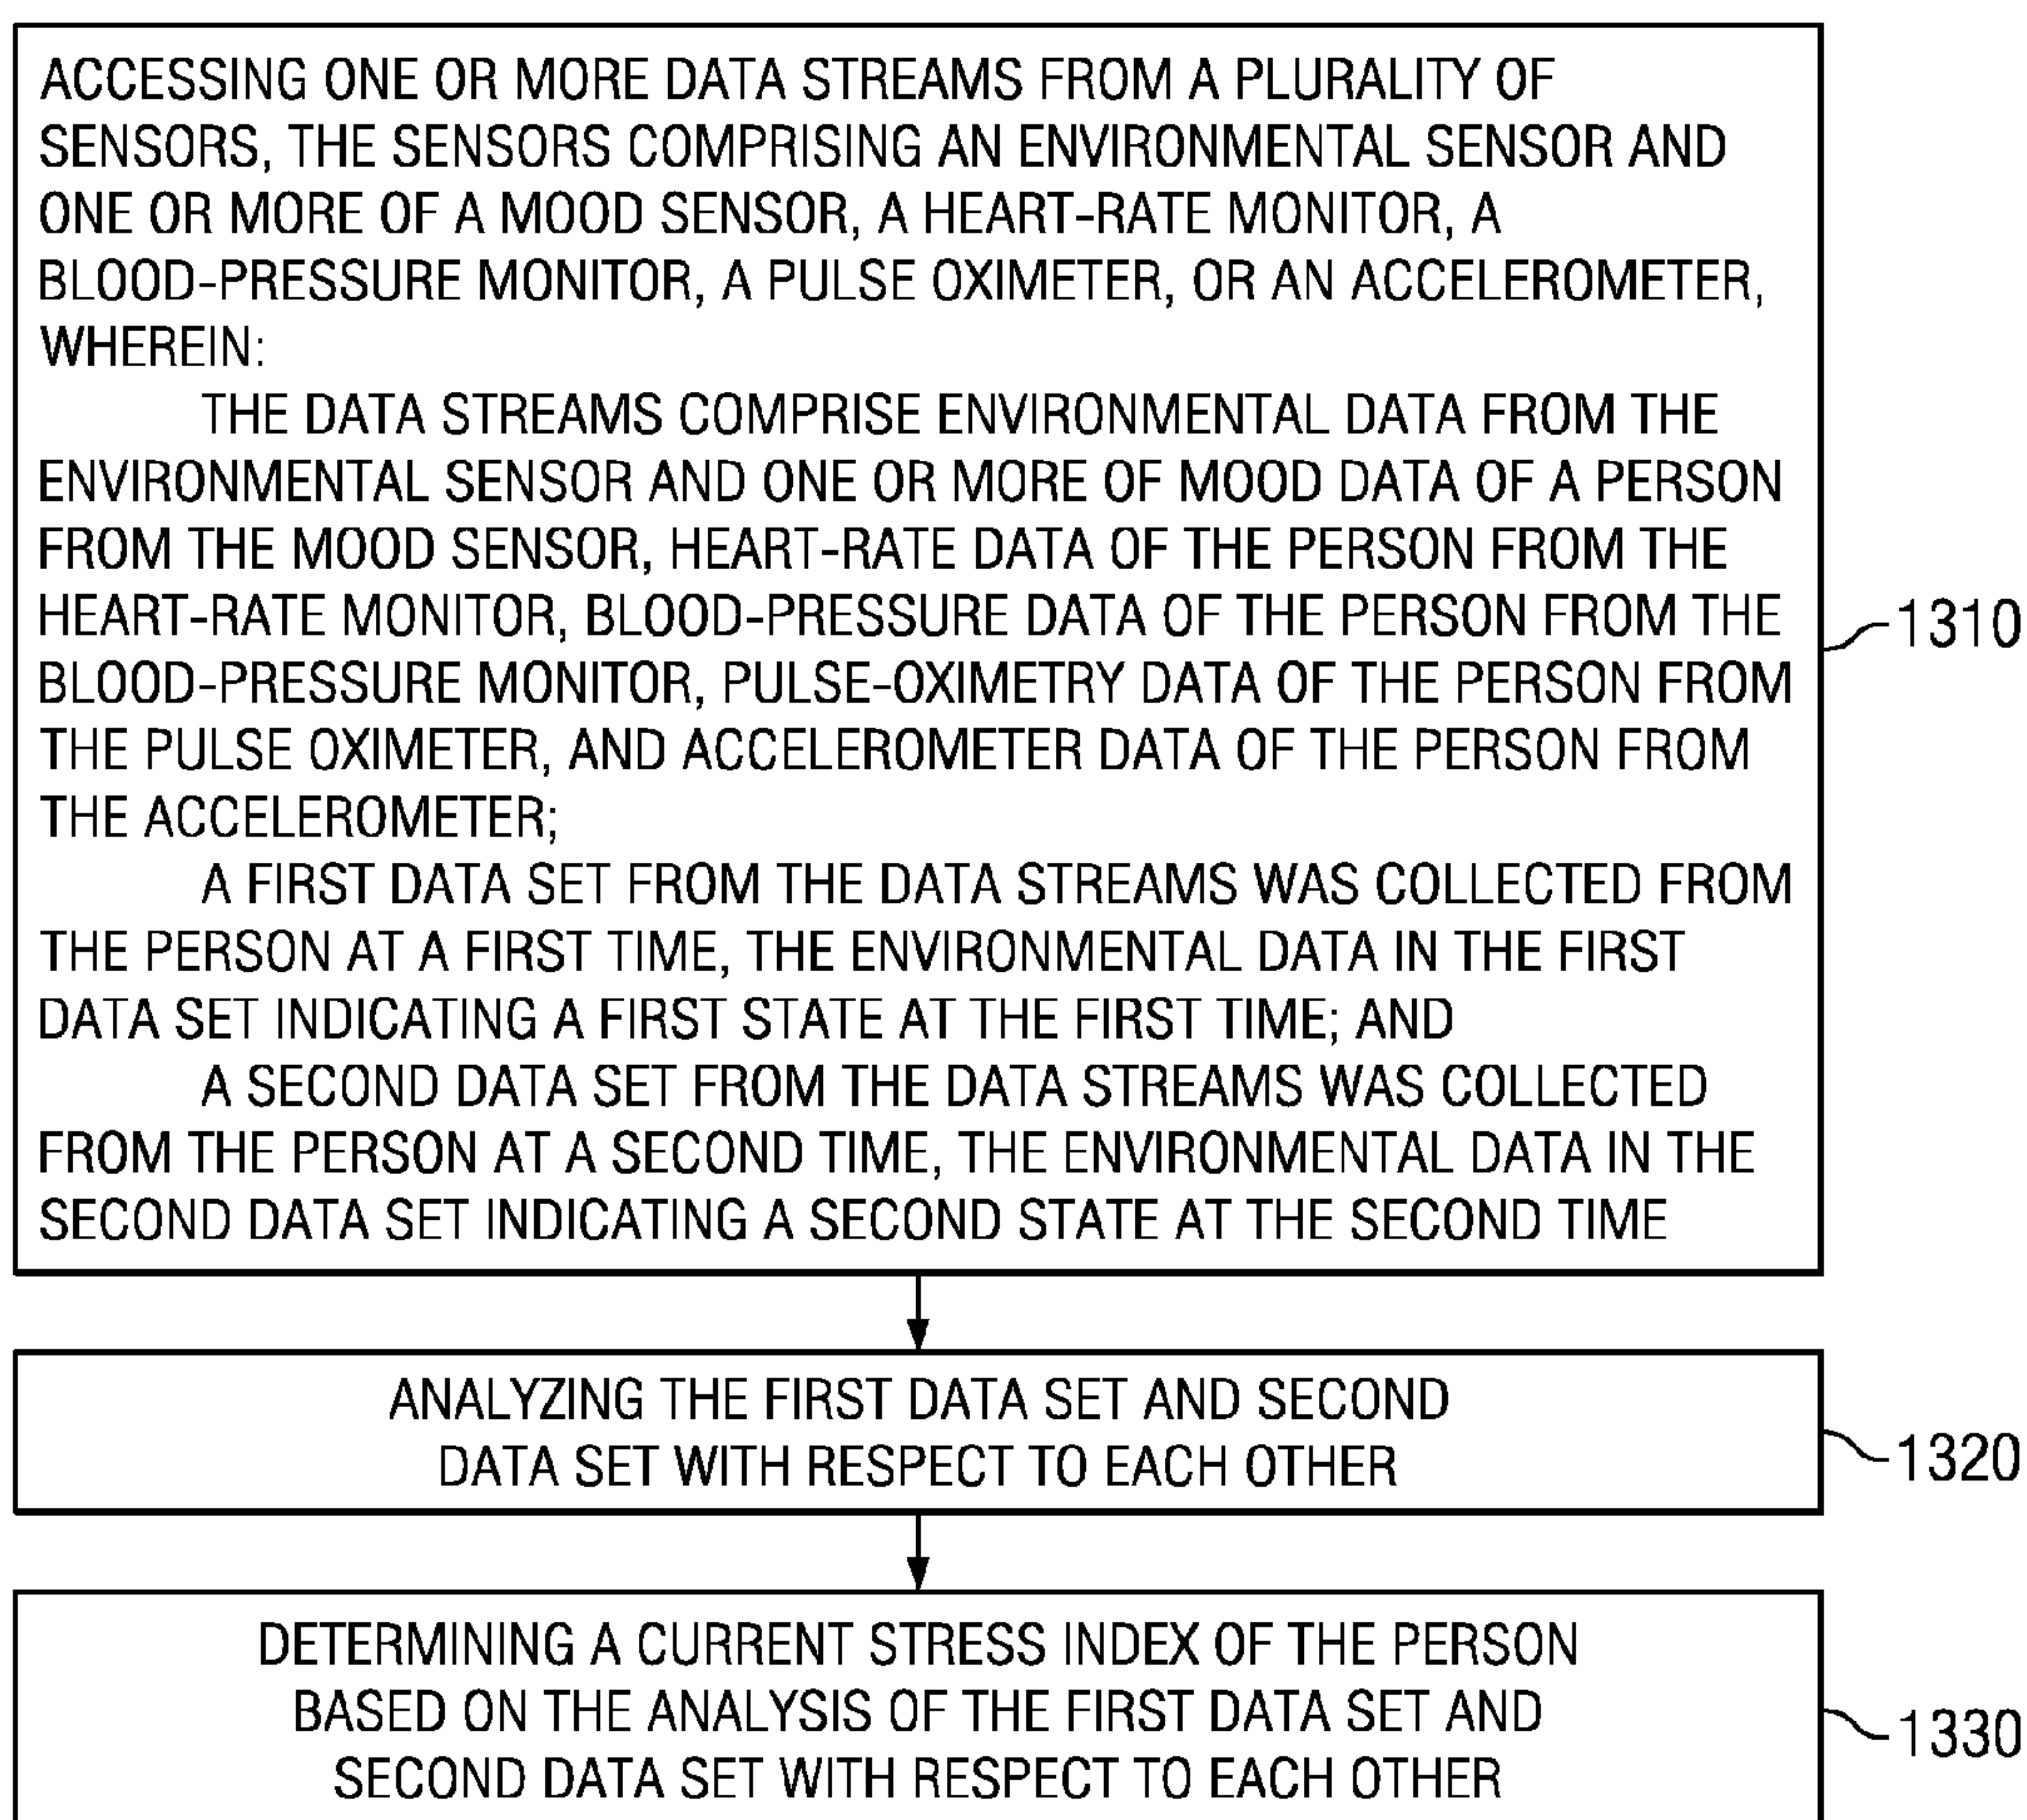 ACCESSING ONE OR MORE DATA STREAMS FROM A PLURALITY OF
SENSORS, THE SENSORS COMPRISING AN ENVIRONMENTAL SENSOR AND
ONE OR MORE OF A MOOD SENSOR, A HEART-RATE MONITOR, A
BLOOD-PRESSURE MONITOR, A PULSE OXIMETER, OR AN ACCELEROMETER,
WHEREIN:
THE DATA STREAMS COMPRISE ENVIRONMENTAL DATA FROM THE
ENVIRONMENTAL SENSOR AND ONE OR MORE OF MOOD DATA OF A PERSON
FROM THE MOOD SENSOR, HEART-RATE DATA OF THE PERSON FROM THE
HEART-RATE MONITOR, BLOOD-PRESSURE DATA OF THE PERSON FROM THE
BLOOD-PRESSURE MONITOR, PULSE-OXIMETRY DATA OF THE PERSON FROM
THE PULSE OXIMETER, AND ACCELEROMETER DATA OF THE PERSON FROM
THE ACCELEROMETER;
A FIRST DATA SET FROM THE DATA STREAMS WAS COLLECTED FROM
THE PERSON AT A FIRST TIME, THE ENVIRONMENTAL DATA IN THE FIRST
DATA SET INDICATING A FIRST STATE AT THE FIRST TIME; AND
A SECOND DATA SET FROM THE DATA STREAMS WAS COLLECTED
FROM THE PERSON AT A SECOND TIME, THE ENVIRONMENTAL DATA IN THE
SECOND DATA SET INDICATING A SECOND STATE AT THE SECOND TIME
1310
ANALYZING THE FIRST DATA SET AND SECOND
DATA SET WITH RESPECT TO EACH OTHER
1320
DETERMINING A CURRENT STRESS INDEX OF THE PERSON
BASED ON THE ANALYSIS OF THE FIRST DATA SET AND
SECOND DATA SET WITH RESPECT TO EACH OTHER
1330